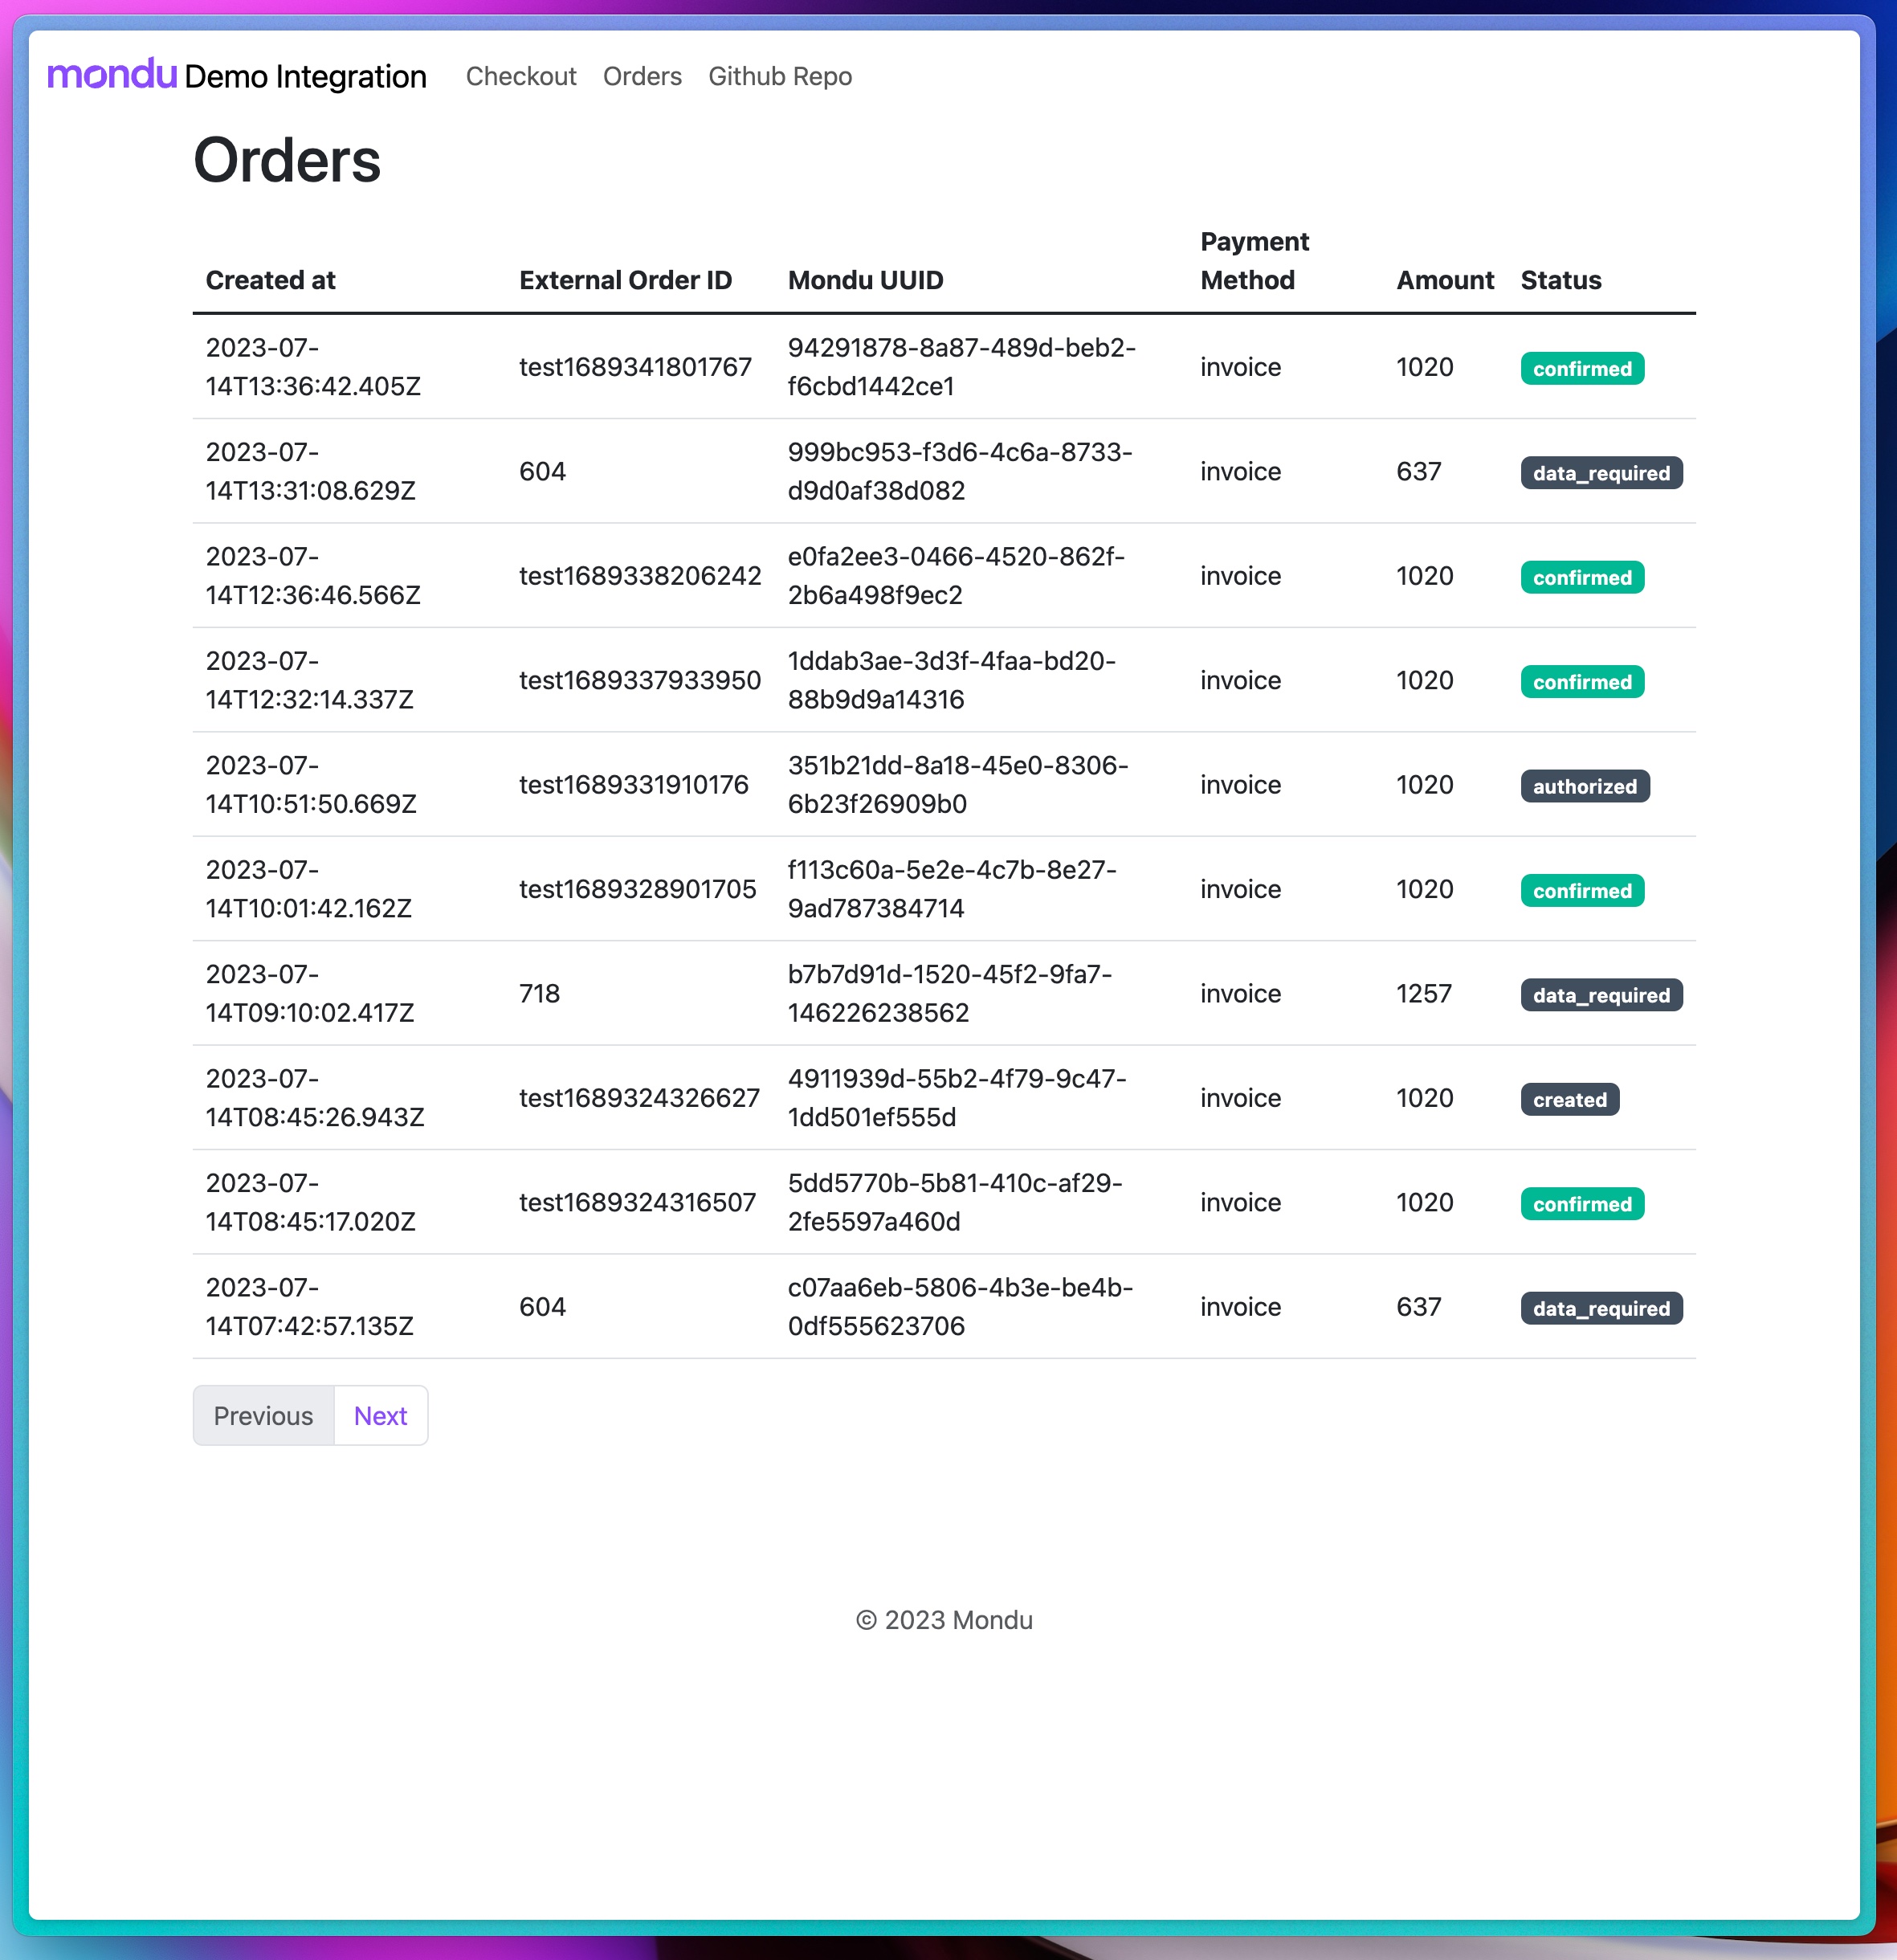 mondu Demo Integration Checkout Orders Github Repo
Orders
Payment
Created at External Order ID Mondu UUID Method Amount Status
2023-07- 94291878-8a87-489d-beb2-
test1689341801767 invoice 1020 confirmed
14T13:36:42.405Z f6cbd1442ce1
2023-07- 999bc953-f3d6-4c6a-8733-
604 invoice 637 data_required
14T13:31:08.629Z d9d0af38d082
2023-07- e0fa2ee3-0466-4520-862f-
test1689338206242 invoice 1020 confirmed
14T12:36:46.566Z 2b6a498f9ec2
2023-07- 1ddab3ae-3d3f-4faa-bd20-
test1689337933950 invoice 1020 confirmed
14T12:32:14.337Z 88b9d9a14316
2023-07- 351b21dd-8a18-45e0-8306-
test1689331910176 invoice 1020 authorized
14T10:51:50.669Z 6b23f26909b0
2023-07- f113c60a-5e2e-4c7b-8e27-
test1689328901705 invoice 1020 confirmed
14T10:01:42.162Z 9ad787384714
2023-07- b7b7d91d-1520-45f2-9fa7-
718 invoice 1257 data_required
14T09:10:02.417Z 146226238562
2023-07- 4911939d-55b2-4f79-9c47-
test1689324326627 invoice 1020 created
14T08:45:26.943Z 1dd501ef555d
2023-07- 5dd5770b-5b81-410c-af29-
test1689324316507 invoice 1020 confirmed
14T08:45:17.020Z 2fe5597a460d
2023-07- c07aa6eb-5806-4b3e-be4b-
604 invoice 637 data_required
14T07:42:57.135Z 0df555623706
Previous Next
© 2023 Mondu